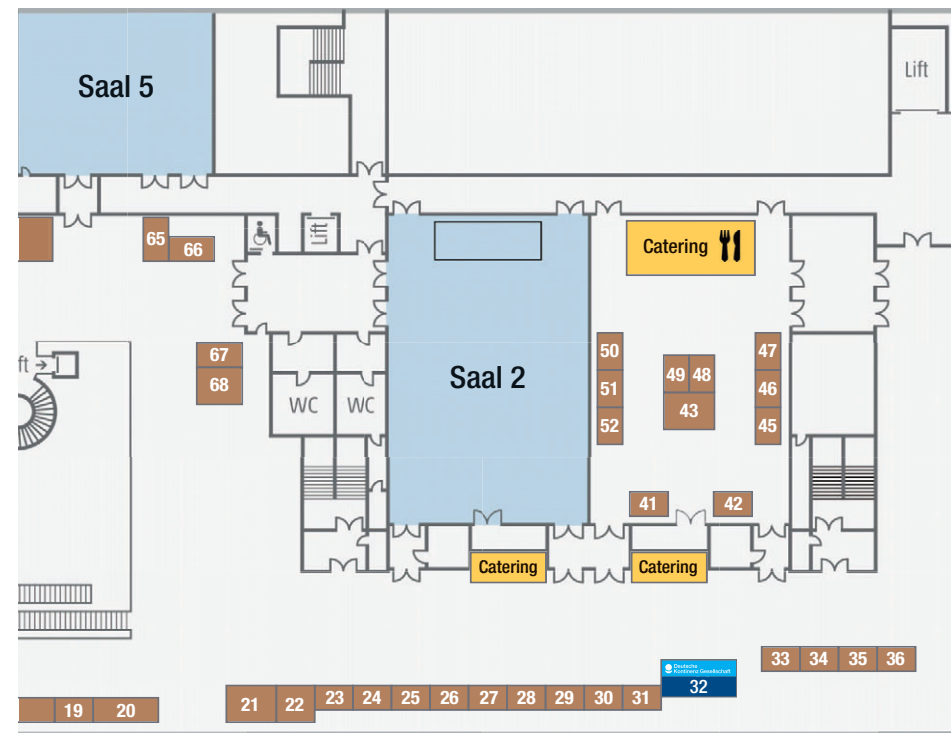 Saal 5
Lift
65
66
Lift
Catering
67
68
ft
WC
WC
Saal 2
50
51
52
49
48
43
47
46
45
41
42
Catering
Catering
33
34
35
36
Deutsche
Kontinenz Gesellschaft
32
19
20
21
22
23
24
25
26
27
28
29
30
31